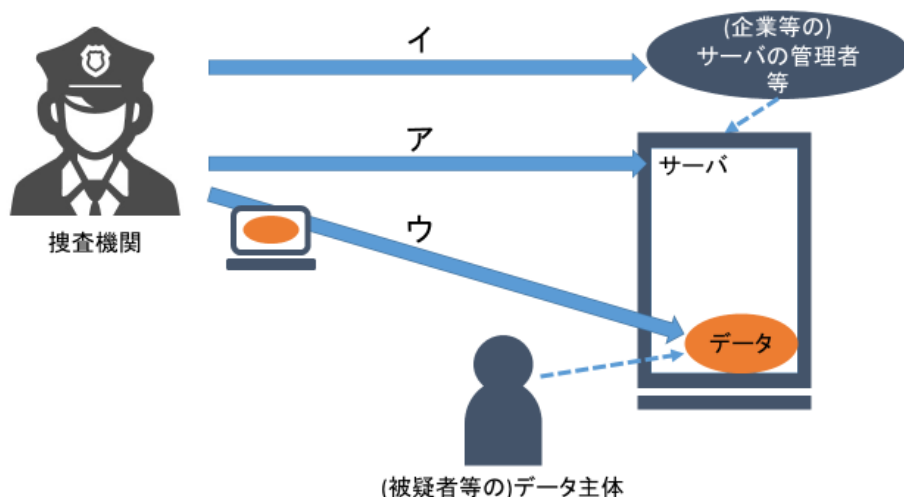 イ
(企業等の)
サーバの管理者
等
ア
サーバ
捜査機関
ウ
データ
(被疑者等の)データ主体